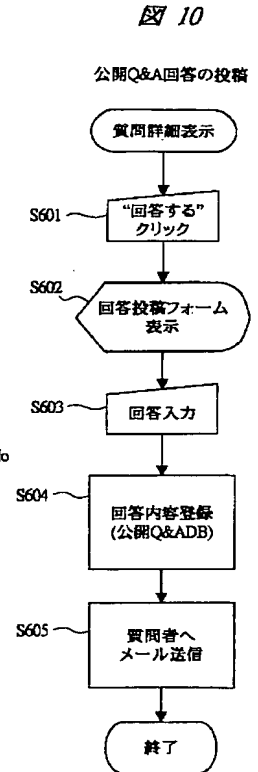 図 10
公開Q&A回答の投稿
質問詳細表示
S601
“回答する”
クリック
S602
回答投稿フォーム
表示
S603
回答入力
fo
S604
回答内容登録
(公開Q&ADB)
S605
質問者へ
メール送信
終了